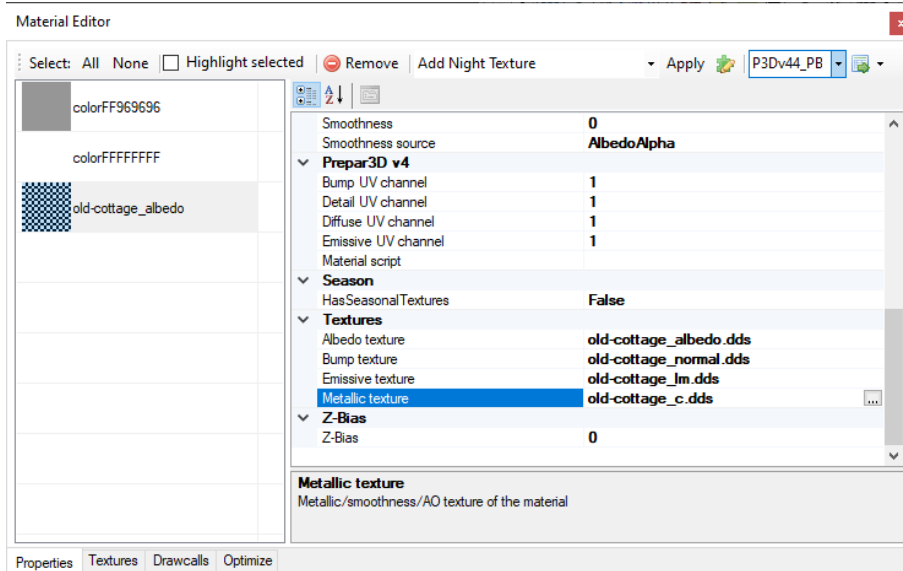 Material Editor
Select: All None Highlight selected Remove Add Night Texture Apply P3Dv44_PB
colorFF969696
colorFFFFFFFF
old-cottage_albedo
Smoothness 0
Smoothness source AlbedoAlpha
Prepar3D v4
Bump UV channel 1
Detail UV channel 1
Diffuse UV channel 1
Emissive UV channel 1
Material script
Season
HasSeasonalTextures False
Textures
Albedo texture old-cottage_albedo.dds
Bump texture old-cottage_normal.dds
Emissive texture old-cottage_lm.dds
Metallic texture old-cottage_c.dds ...
Z-Bias
Z-Bias 0
Metallic texture
Metallic/smoothness/AO texture of the material
Properties Textures Drawcalls Optimize